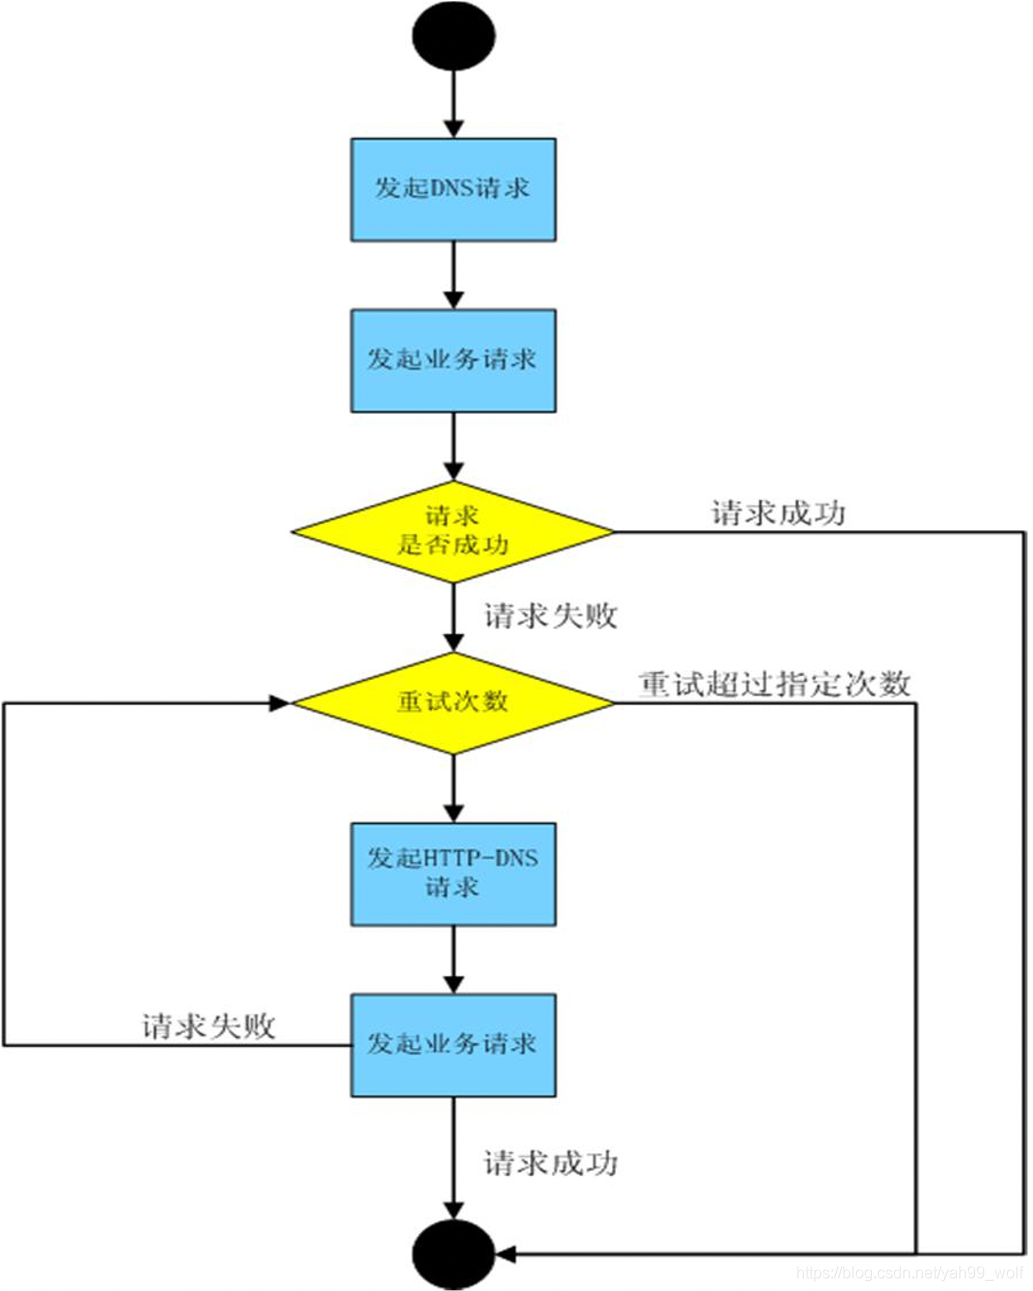 发起DNS请求
发起业务请求
请求
是否成功
请求成功
请求失败
重试次数
重试超过指定次数
发起HTTP-DNS
请求
发起业务请求
请求失败
请求成功
https://blog.csdn.net/yah99_wolf